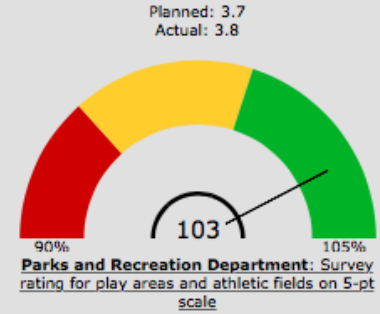 Planned: 3.7
Actual: 3.8
103
90%
105%
Parks and Recreation Department: Survey
rating for play areas and athletic fields on 5-pt
scale